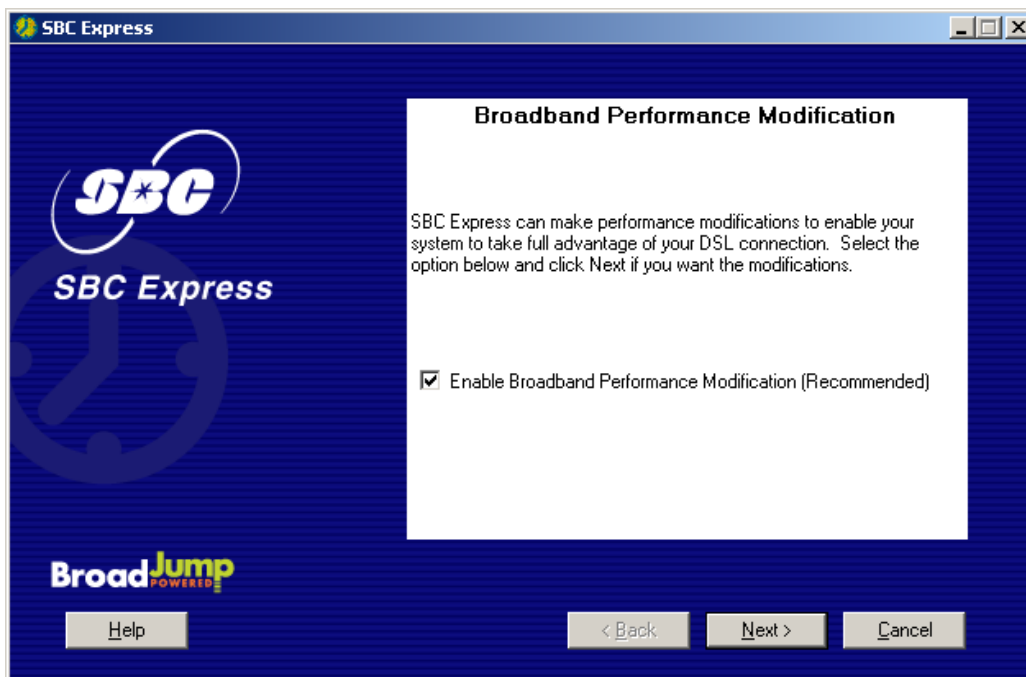 SBC Express
Broadband Performance Modification
SBC
SBC Express
SBC Express can make performance modifications to enable your
system to take full advantage of your DSL connection.  Select the
option below and click Next if you want the modifications.
Enable Broadband Performance Modification (Recommended)
BroadJump
POWERED
Help
< Back
Next >
Cancel